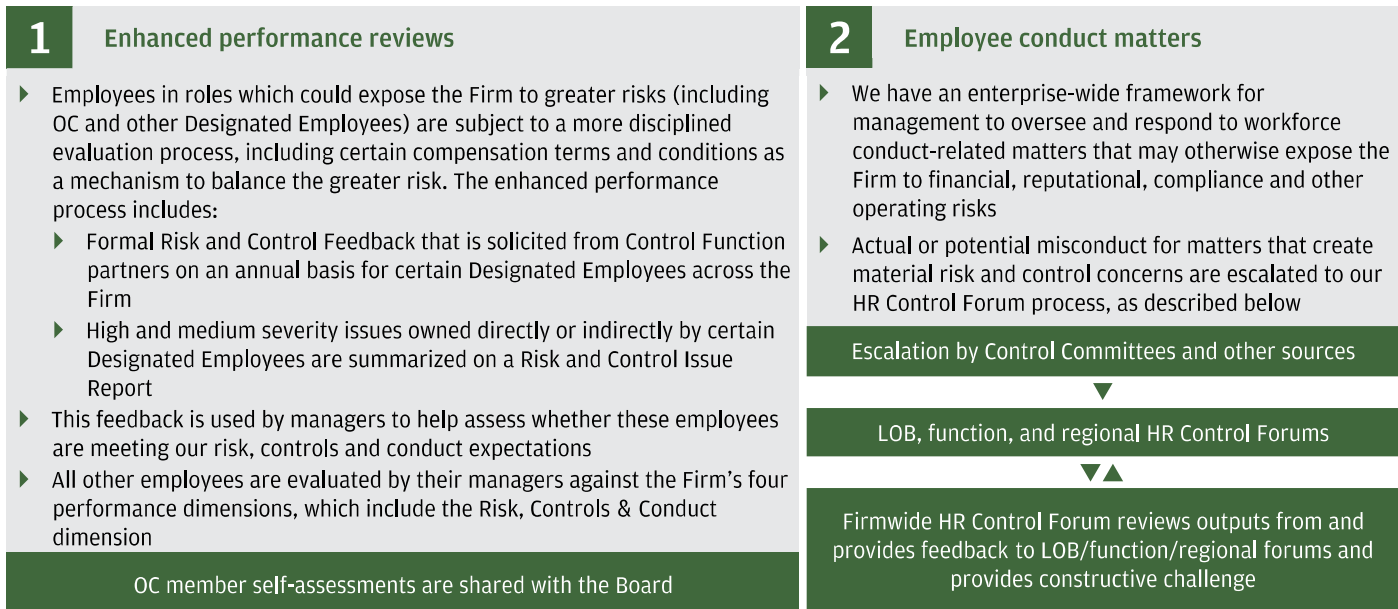 1
Enhanced performance reviews
▶ Employees in roles which could expose the Firm to greater risks (including
OC and other Designated Employees) are subject to a more disciplined
evaluation process, including certain compensation terms and conditions as
a mechanism to balance the greater risk. The enhanced performance
process includes:
▶ Formal Risk and Control Feedback that is solicited from Control Function
partners on an annual basis for certain Designated Employees across the
Firm
▶ High and medium severity issues owned directly or indirectly by certain
Designated Employees are summarized on a Risk and Control Issue
Report
▶ This feedback is used by managers to help assess whether these employees
are meeting our risk, controls and conduct expectations
▶ All other employees are evaluated by their managers against the Firm's four
performance dimensions, which include the Risk, Controls & Conduct
dimension
OC member self-assessments are shared with the Board
2
Employee conduct matters
▶ We have an enterprise-wide framework for
management to oversee and respond to workforce
conduct-related matters that may otherwise expose the
Firm to financial, reputational, compliance and other
operating risks
▶ Actual or potential misconduct for matters that create
material risk and control concerns are escalated to our
HR Control Forum process, as described below
Escalation by Control Committees and other sources
▼
LOB, function, and regional HR Control Forums
▼▲
Firmwide HR Control Forum reviews outputs from and
provides feedback to LOB/function/regional forums and
provides constructive challenge